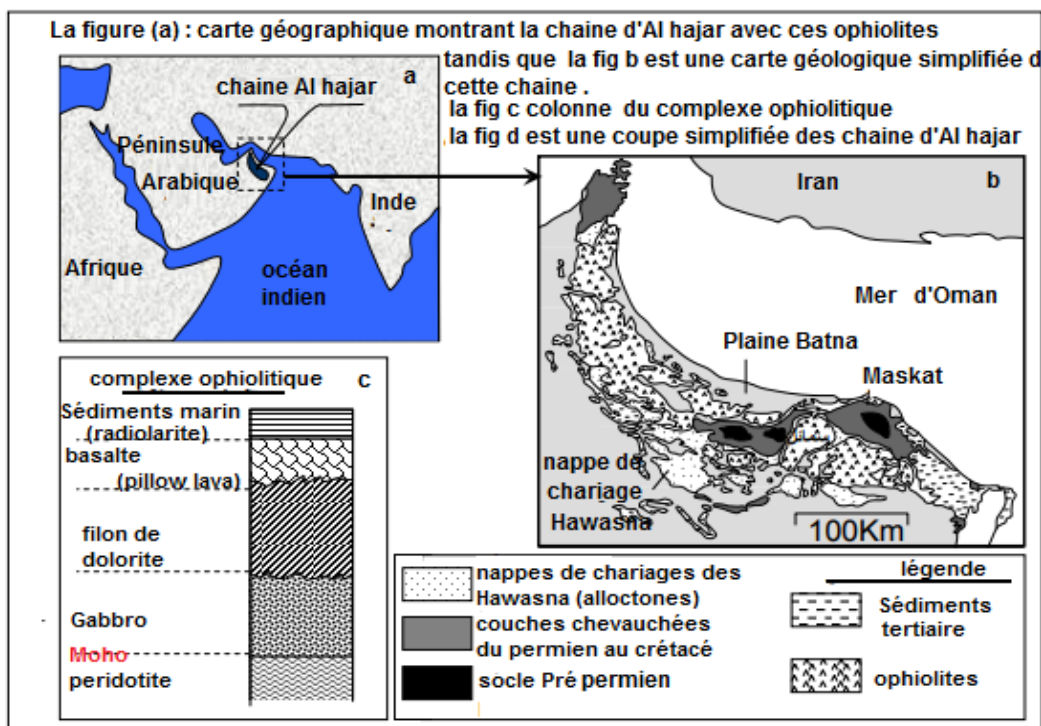 La figure (a) : carte géographique montrant la chaine d'Al hajar avec ces ophiolites
tandis que la fig b est une carte géologique simplifiée d
cette chaine .
la fig c colonne du complexe ophiolitique
la fig d est une coupe simplifiée des chaine d'Al hajar
a
chaine Al hajar
Péninsule
Arabique
Inde
Afrique
océan
indien
b
Iran
Mer d'Oman
Plaine Batna
Maskat
nappe de
chariage
Hawasna
100Km
complexe ophiolitique c
Sédiments marin
(radiolarite)
basalte
(pillow lava)
filon de
dolorite
Gabbro
Moho
peridotite
légende
nappes de chariages des
Hawasna (alloctones)
couches chevauchées
du permien au crétacé
socle Pré permien
Sédiments
tertiaire
ophiolites